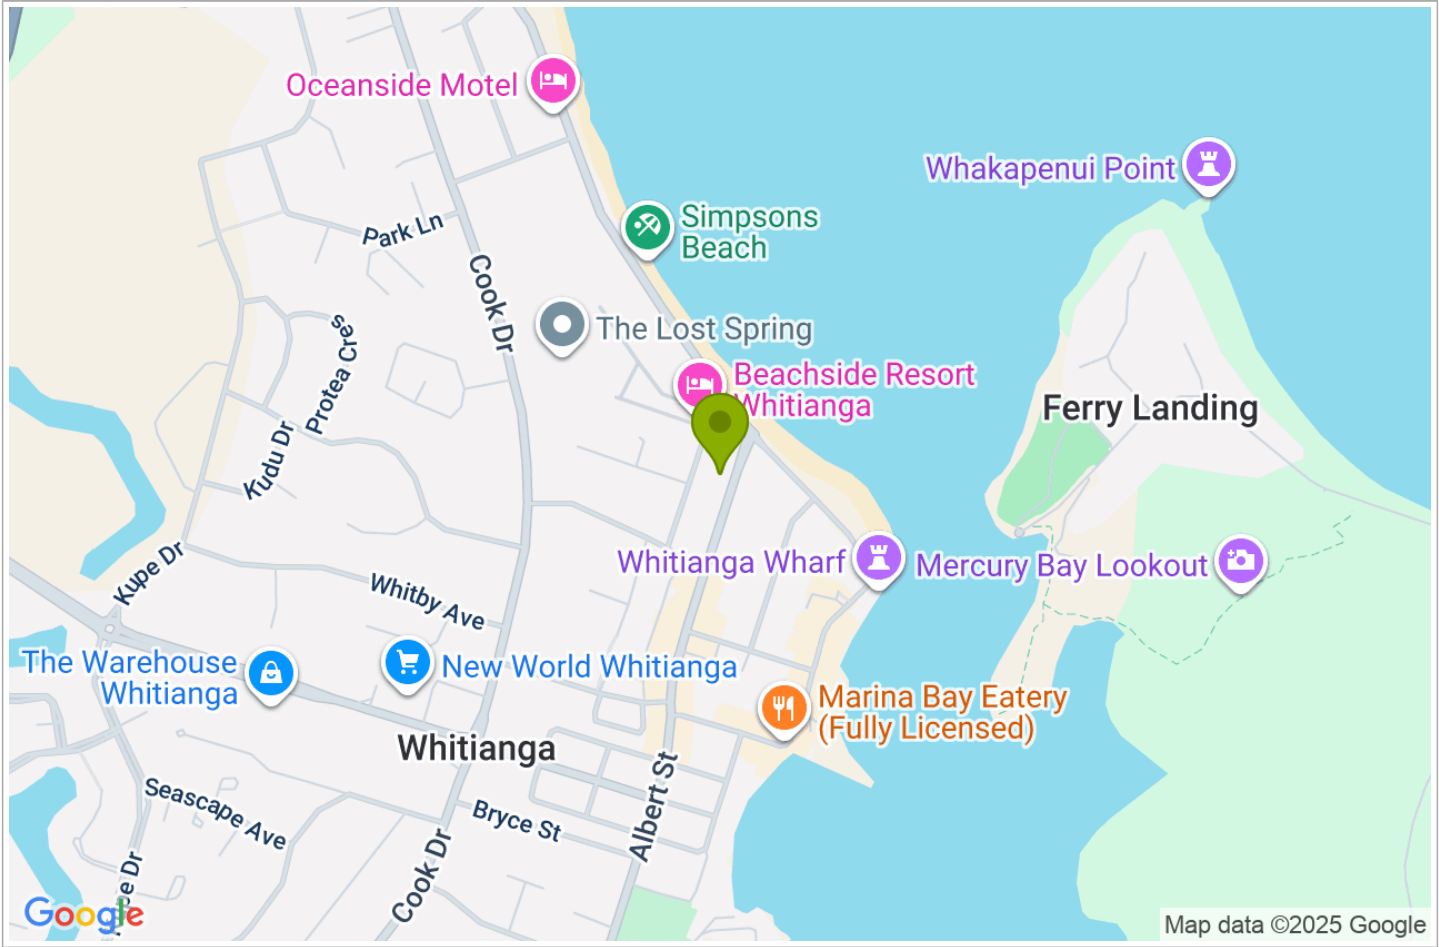 Oceanside Motel
Whakapenui Point
Simpsons
Beach
Park Ln
Cook Dr
The Lost Spring
Protea Cres
Beachside Resort
Whitianga
Ferry Landing
Kudu Dr
Kupe Dr
Whitianga Wharf
Mercury Bay Lookout
Whitby Ave
The Warehouse
Whitianga
New World Whitianga
Marina Bay Eatery
(Fully Licensed)
Whitianga
Albert St
Seascape Ave
Bryce St
Cook Dr
Dr
Google
Map data ©2025 Google